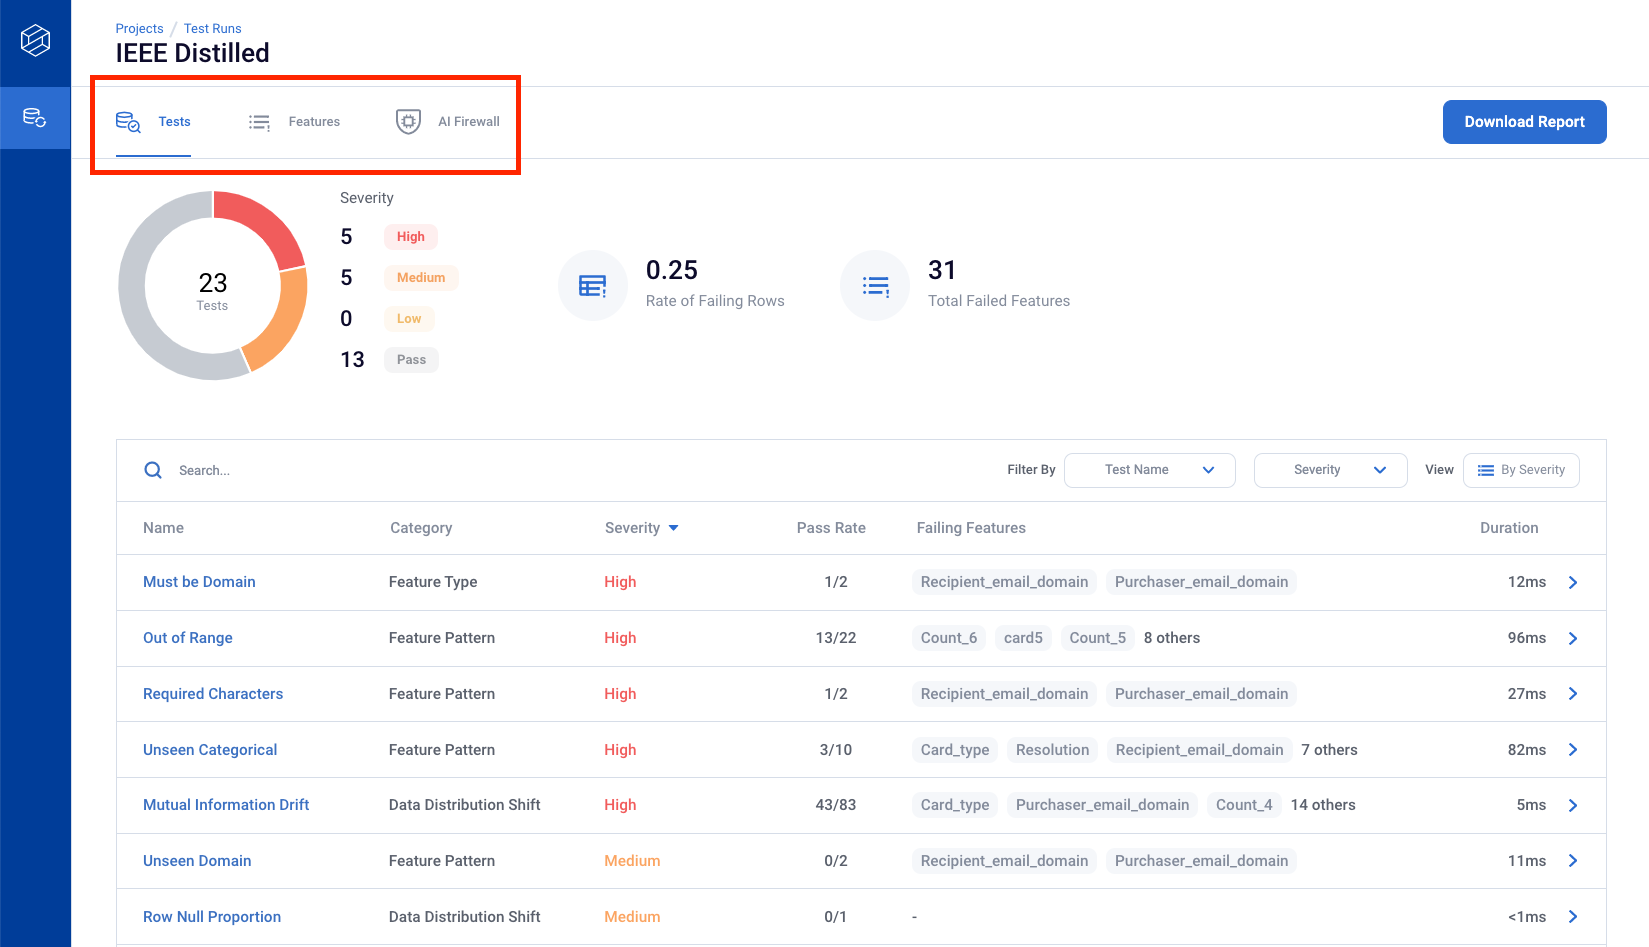 Projects / Test Runs
IEEE Distilled
Tests Features AI Firewall
Download Report
23
Tests
Severity
5 High
5 Medium
0 Low
13 Pass
0.25
Rate of Failing Rows
31
Total Failed Features
Search... Filter By Test Name Severity View By Severity
Name Category Severity Pass Rate Failing Features Duration
Must be Domain Feature Type High 1/2 Recipient_email_domain Purchaser_email_domain 12ms
Out of Range Feature Pattern High 13/22 Count_6 card5 Count_5 8 others 96ms
Required Characters Feature Pattern High 1/2 Recipient_email_domain Purchaser_email_domain 27ms
Unseen Categorical Feature Pattern High 3/10 Card_type Resolution Recipient_email_domain 7 others 82ms
Mutual Information Drift Data Distribution Shift High 43/83 Card_type Purchaser_email_domain Count_4 14 others 5ms
Unseen Domain Feature Pattern Medium 0/2 Recipient_email_domain Purchaser_email_domain 11ms
Row Null Proportion Data Distribution Shift Medium 0/1 - <1ms